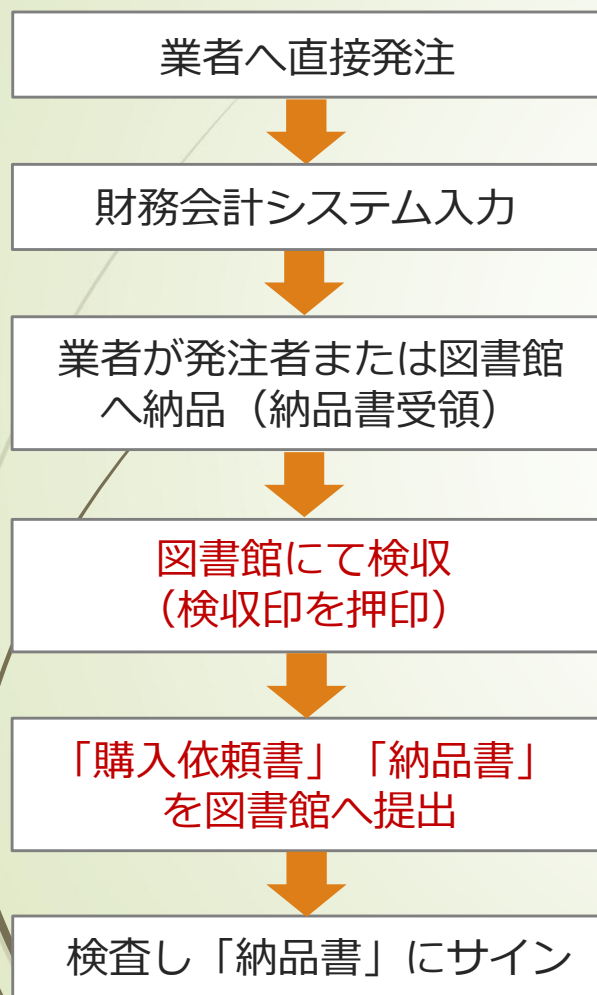 業者へ直接発注
財務会計システム入力
業者が発注者または図書館
へ納品（納品書受領）
図書館にて検収
（検収印を押印）
「購入依頼書」「納品書」
を図書館へ提出
検査し「納品書」にサイン